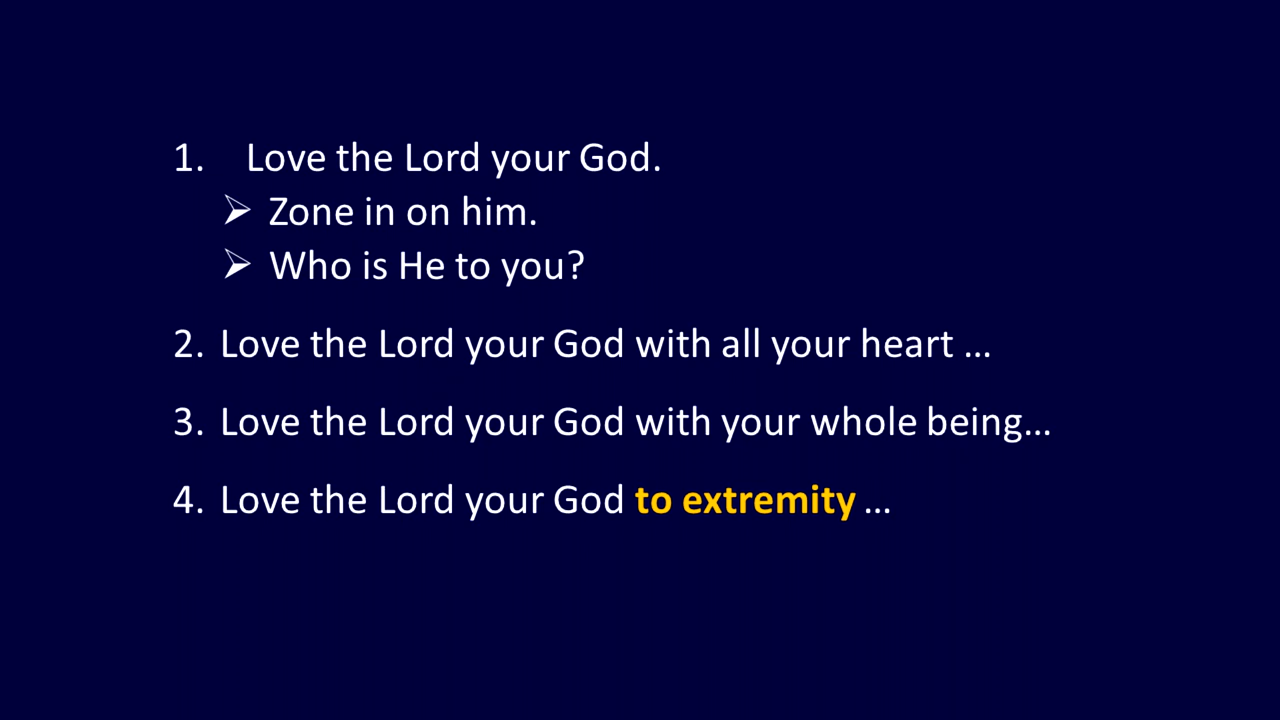 1. Love the Lord your God.
➢ Zone in on him.
➢ Who is He to you?
2. Love the Lord your God with all your heart …
3. Love the Lord your God with your whole being…
4. Love the Lord your God to extremity …